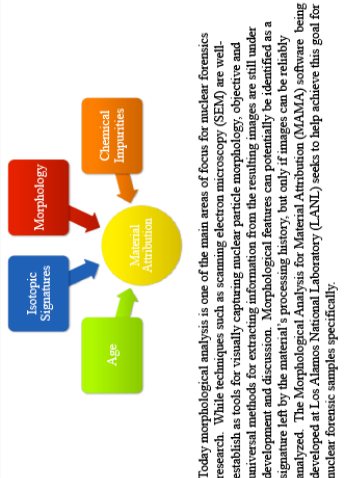 Age
Isotopic
Signatures
Morphology
Chemical
Impurities
Material
Attribution
Today morphological analysis is one of the main areas of focus for nuclear forensics
research. While techniques such as scanning electron microscopy (SEM) are well-
establish as tools for visually capturing nuclear particle morphology, objective and
universal methods for extracting information from the resulting images are still under
development and discussion. Morphological features can potentially be identified as a
signature left by the material's processing history, but only if images can be reliably
analyzed. The Morphological Analysis for Material Attribution (MAMA) software being
developed at Los Alamos National Laboratory (LANL) seeks to help achieve this goal for
nuclear forensic samples specifically.